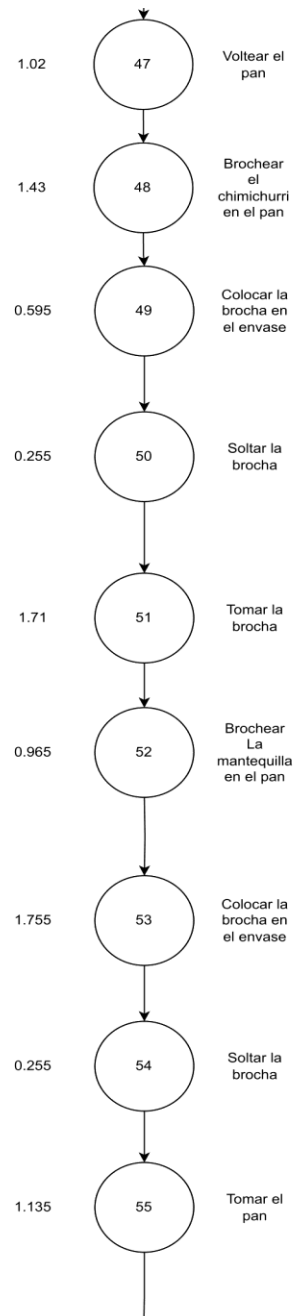 1.02
47
Voltear el
pan
1.43
48
Brochear
el
chimichurri
en el pan
0.595
49
Colocar la
brocha en
el envase
0.255
50
Soltar la
brocha
1.71
51
Tomar la
brocha
0.965
52
Brochear
La
mantequilla
en el pan
1.755
53
Colocar la
brocha en
el envase
0.255
54
Soltar la
brocha
1.135
55
Tomar el
pan